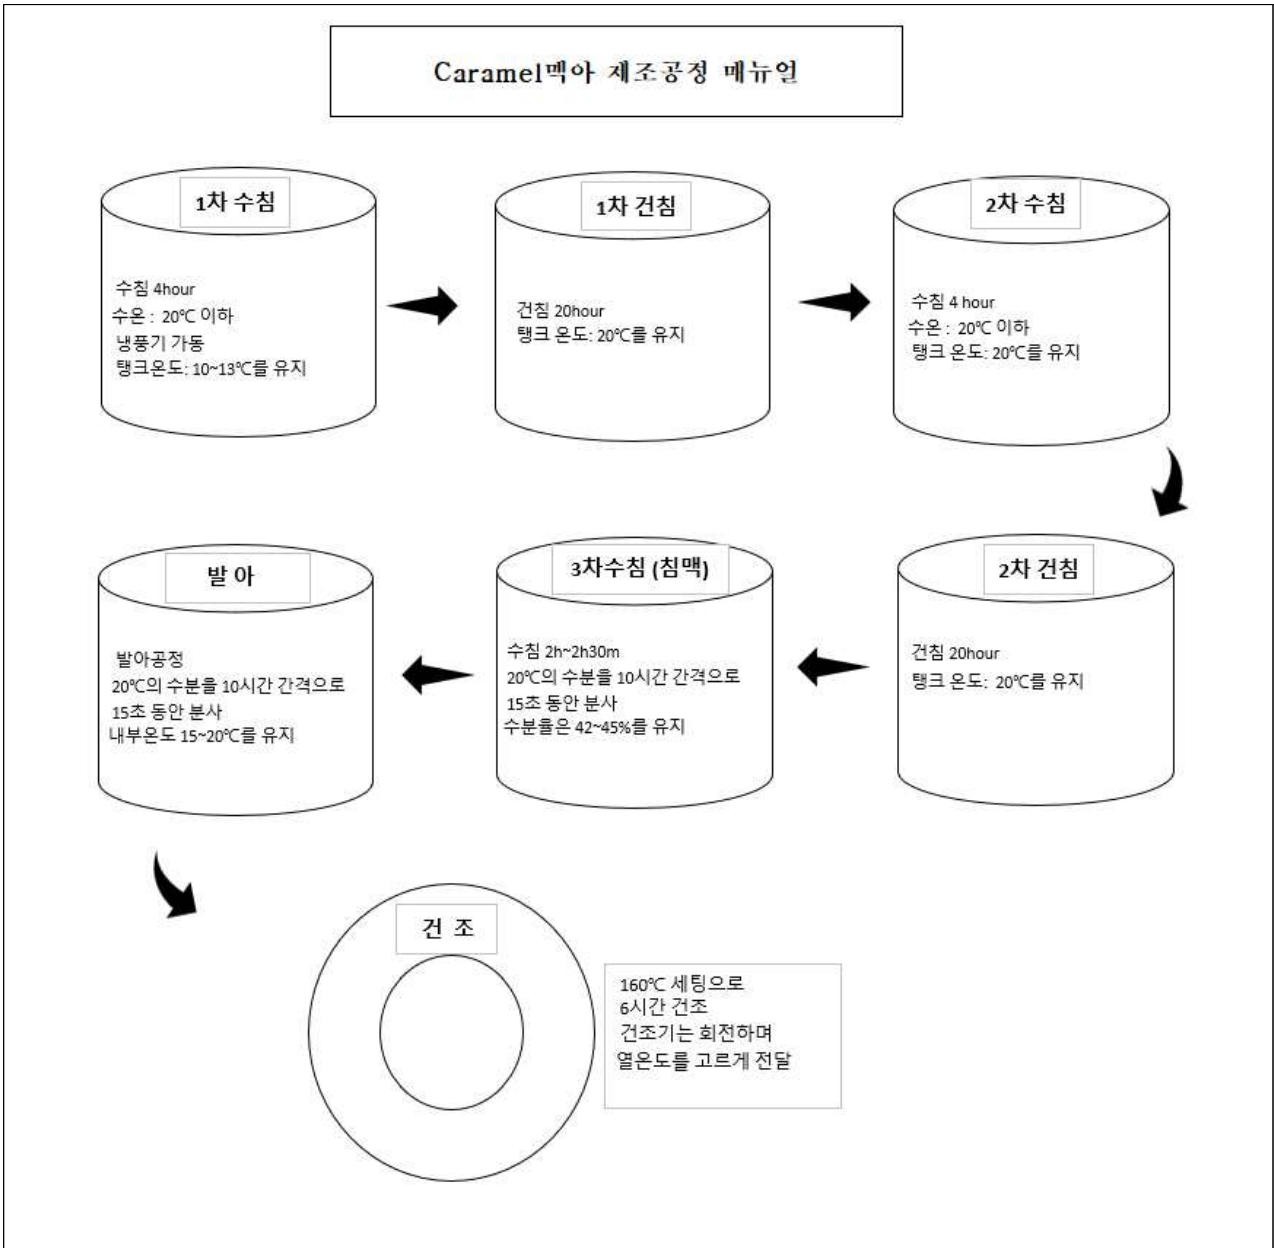 Caramel맥아 제조공정 메뉴얼
1차 수침
수침 4hour
수온 : 20℃ 이하
냉풍기 가동
탱크온도: 10~13℃를 유지
1차 건침
건침 20hour
탱크 온도: 20℃를 유지
2차 수침
수침 4 hour
수온 : 20℃ 이하
탱크 온도: 20℃를 유지
2차 건침
건침 20hour
탱크 온도: 20℃를 유지
3차수침 (침맥)
수침 2h~2h30m
20℃의 수분을 10시간 간격으로
15초 동안 분사
수분율은 42~45%를 유지
발 아
발아공정
20℃의 수분을 10시간 간격으로
15초 동안 분사
내부온도 15~20℃를 유지
건 조
160℃ 세팅으로
6시간 건조
건조기는 회전하며
열온도를 고르게 전달